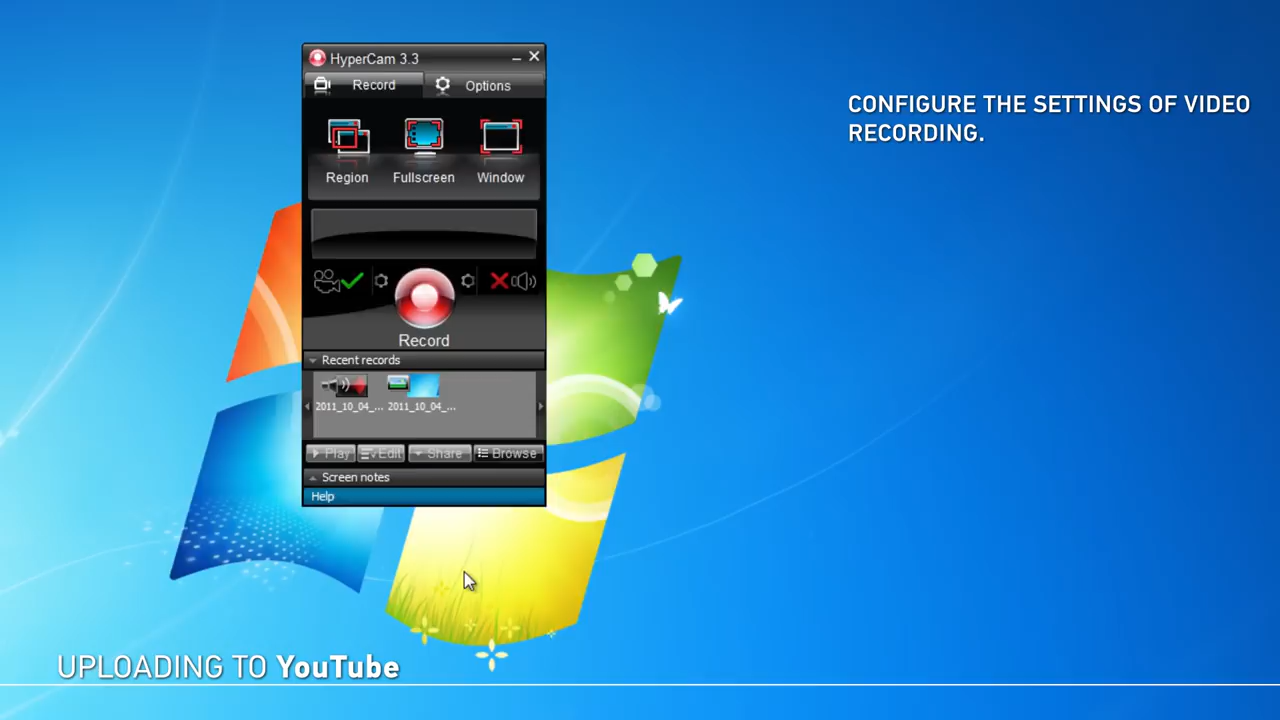 HyperCam 3.3
Record
Options
Region
Fullscreen
Window
Record
Recent records
2011_10_04_...
2011_10_04_...
Play
Edit
Share
Browse
Screen notes
Help
CONFIGURE THE SETTINGS OF VIDEO
RECORDING.
UPLOADING TO YouTube